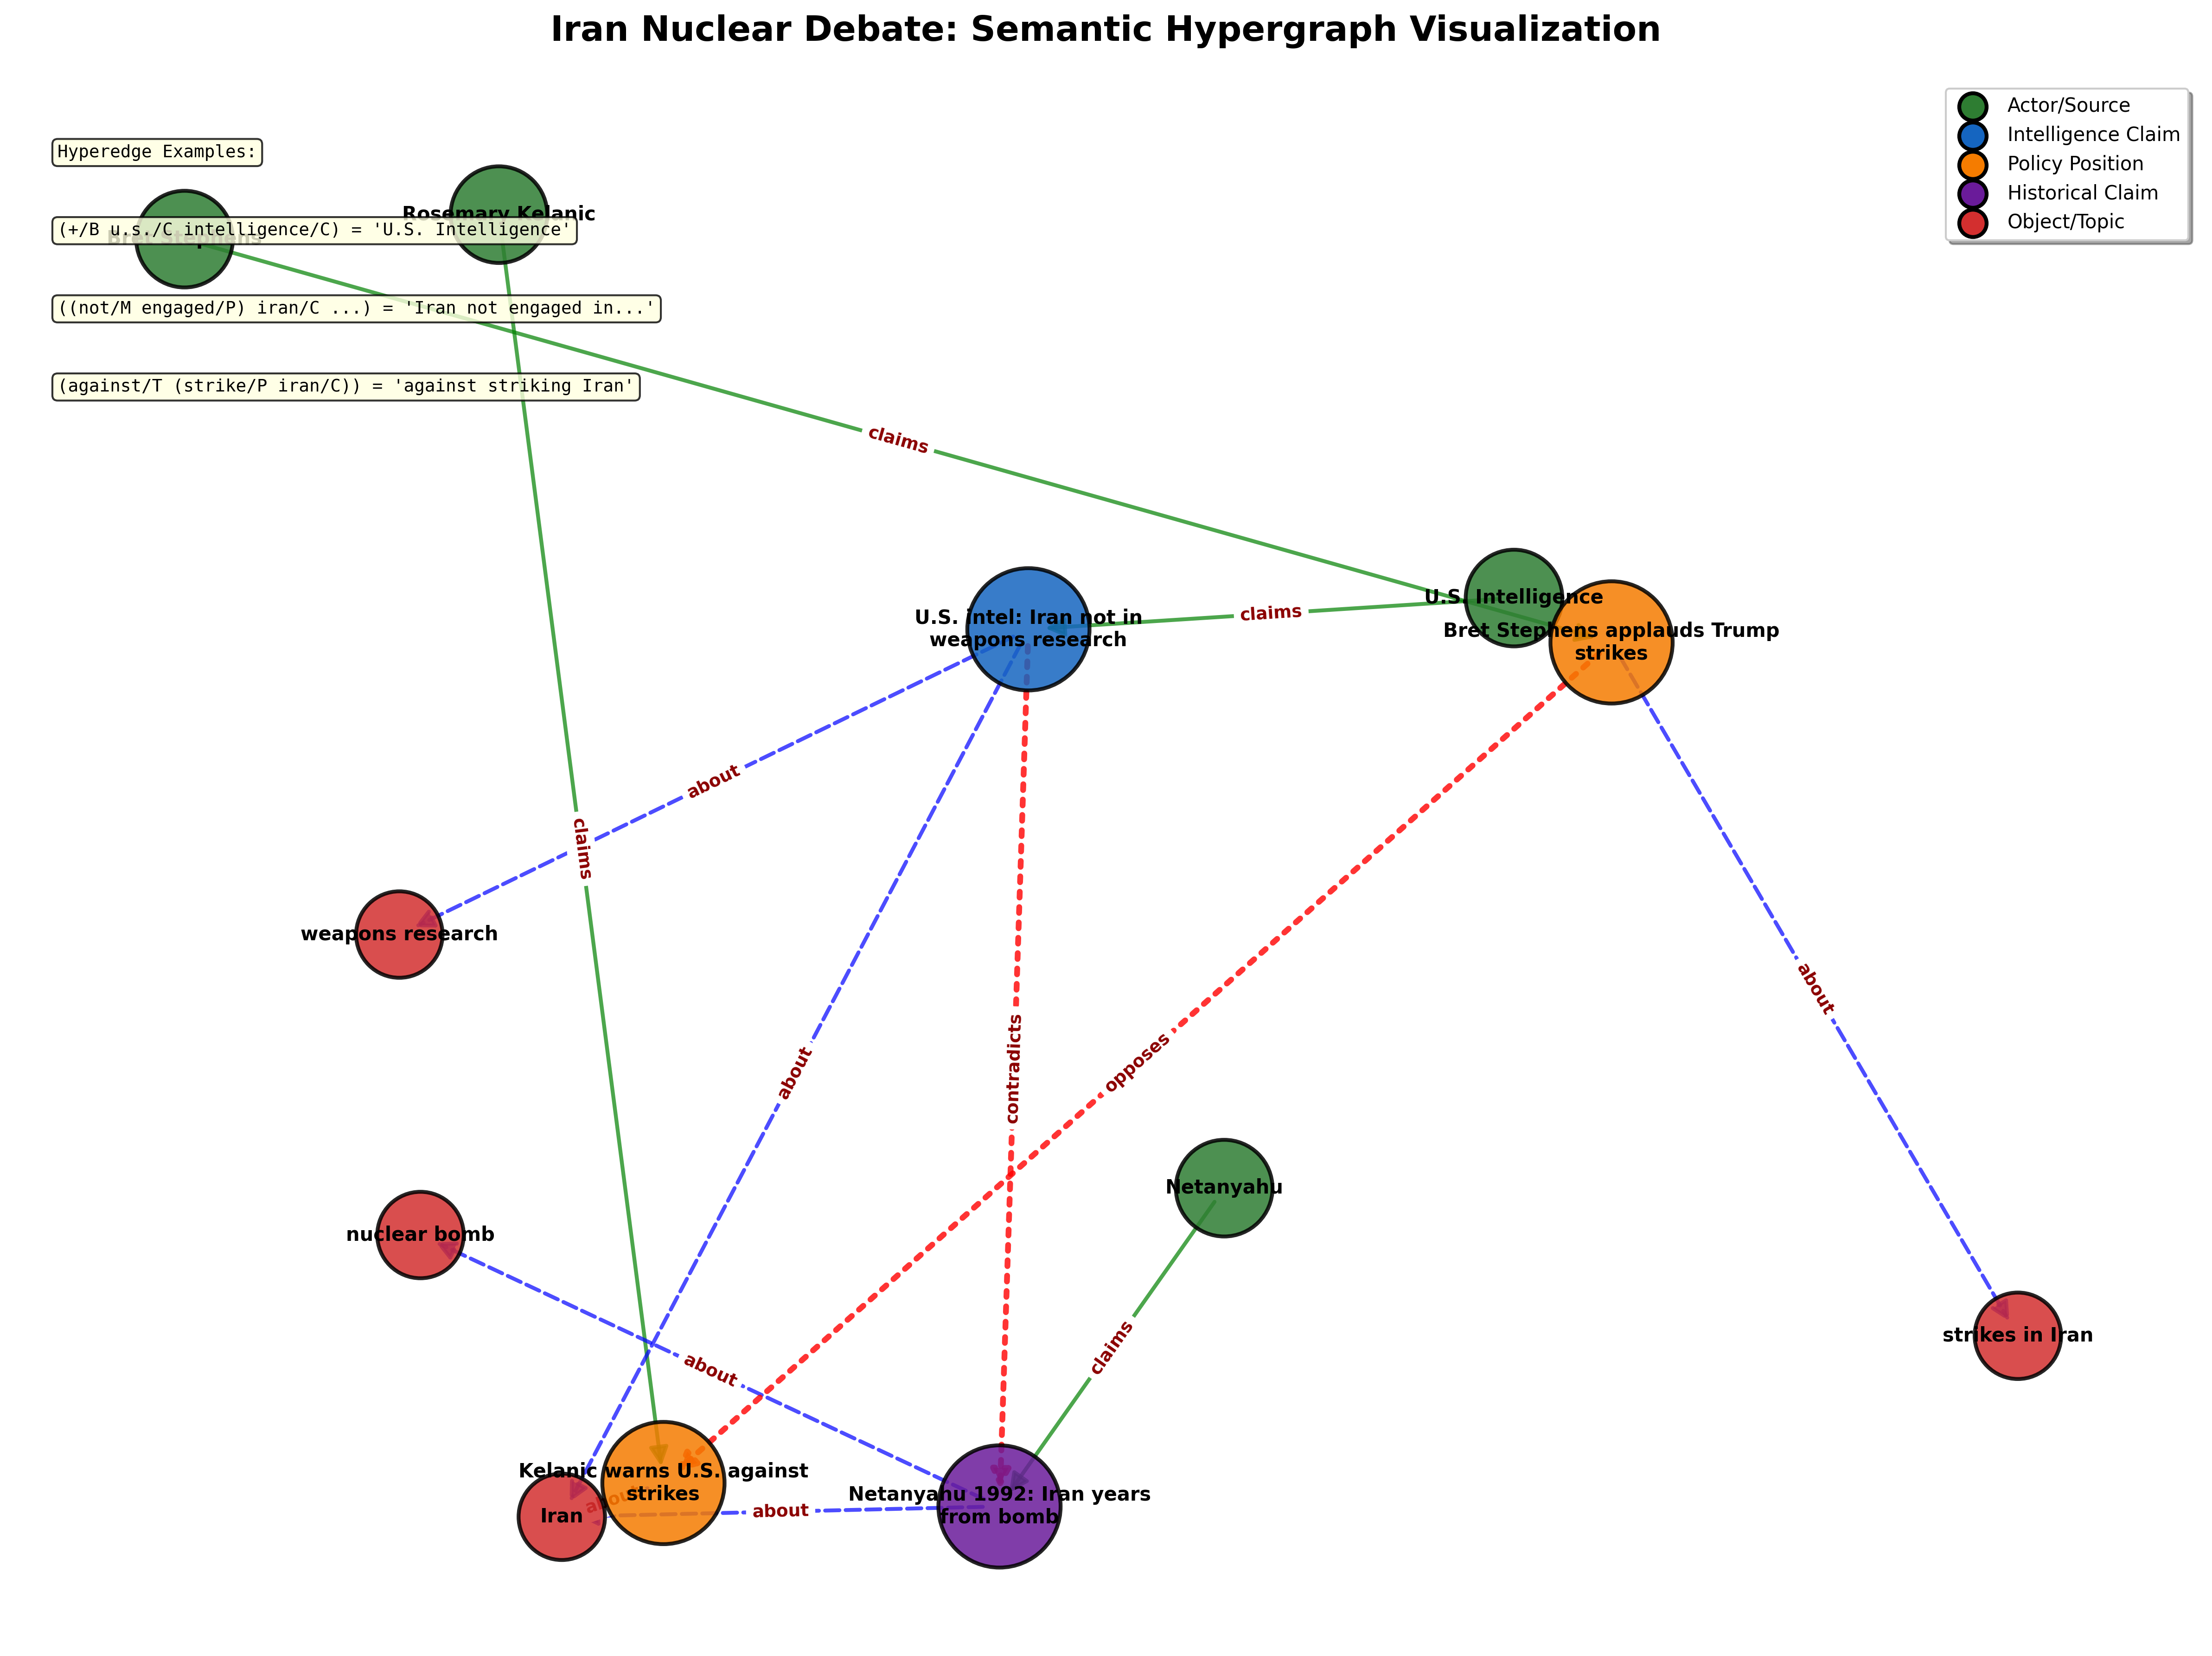 Iran Nuclear Debate: Semantic Hypergraph Visualization
Actor/Source
Intelligence Claim
Policy Position
Historical Claim
Object/Topic
Hyperedge Examples:
Rosemary Kelanic
(+/B u.s./C intelligence/C) = 'U.S. Intelligence'
Bret Stephens
((not/M engaged/P) iran/C ...) = 'Iran not engaged in...'
(against/T (strike/P iran/C)) = 'against striking Iran'
claims
U.S. Intelligence
claims
U.S. intel: Iran not in
weapons research
Bret Stephens applauds Trump
strikes
about
claims
weapons research
about
about
contradicts
opposes
Netanyahu
nuclear bomb
strikes in Iran
claims
about
Kelanic warns U.S. against
strikes
about
Iran
about
Netanyahu 1992: Iran years
from bomb